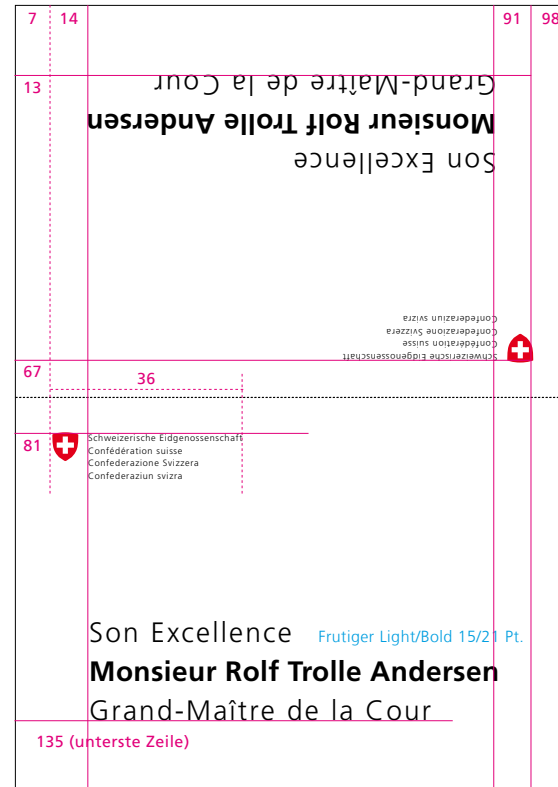 7 14 91 98
13
Grand-Maître de la Cour
Monsieur Rolf Trolle Andersen
Son Excellence
Confederaziun svizra
Confederazione Svizzera
Confédération suisse
Schweizerische Eidgenossenschaft
67
36
81
Schweizerische Eidgenossenschaft
Confédération suisse
Confederazione Svizzera
Confederaziun svizra
Son Excellence Frutiger Light/Bold 15/21 Pt.
Monsieur Rolf Trolle Andersen
Grand-Maître de la Cour
135 (unterste Zeile)